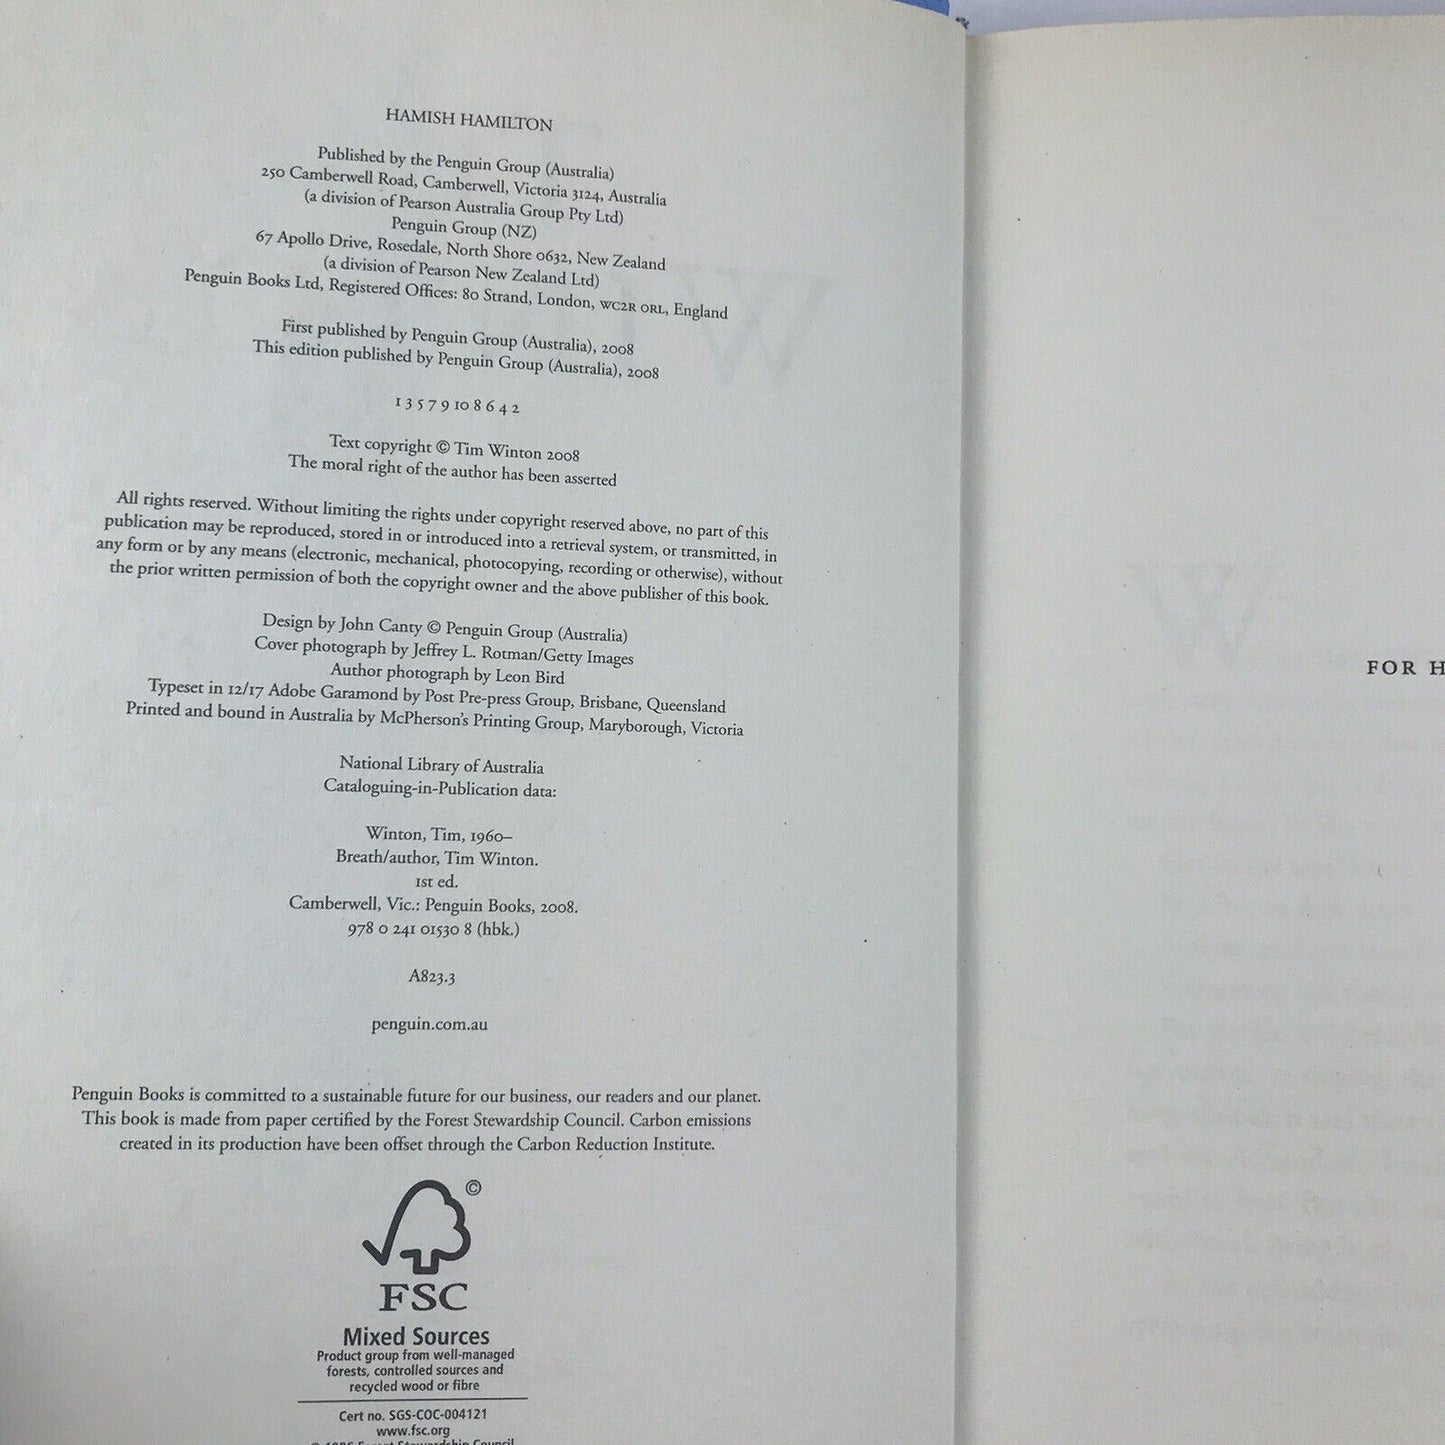 HAMISH HAMILTON
Published by the Penguin Group (Australia)
250 Camberwell Road, Camberwell, Victoria 3124, Australia
(a division of Pearson Australia Group Pty Ltd)
Penguin Group (NZ)
67 Apollo Drive, Rosedale, North Shore 0632, New Zealand
(a division of Pearson New Zealand Ltd)
Penguin Books Ltd, Registered Offices: 80 Strand, London, WC2R ORL, England
First published by Penguin Group (Australia), 2008
This edition published by Penguin Group (Australia), 2008
1 3 5 7 9 10 8 6 4 2
Text copyright © Tim Winton 2008
The moral right of the author has been asserted
All rights reserved. Without limiting the rights under copyright reserved above, no part of this
publication may be reproduced, stored in or introduced into a retrieval system, or transmitted, in
any form or by any means (electronic, mechanical, photocopying, recording or otherwise), without
the prior written permission of both the copyright owner and the above publisher of this book.
Design by John Canty © Penguin Group (Australia)
Cover photograph by Jeffrey L. Rotman/Getty Images
Author photograph by Leon Bird
Typeset in 12/17 Adobe Garamond by Post Pre-press Group, Brisbane, Queensland
Printed and bound in Australia by McPherson's Printing Group, Maryborough, Victoria
National Library of Australia
Cataloguing-in-Publication data:
Winton, Tim, 1960–
Breath/author, Tim Winton.
1st ed.
Camberwell, Vic.: Penguin Books, 2008.
978 0 241 01530 8 (hbk.)
A823.3
penguin.com.au
Penguin Books is committed to a sustainable future for our business, our readers and our planet.
This book is made from paper certified by the Forest Stewardship Council. Carbon emissions
created in its production have been offset through the Carbon Reduction Institute.
©
FSC
Mixed Sources
Product group from well-managed
forests, controlled sources and
recycled wood or fibre
Cert no. SGS-COC-004121
www.fsc.org
© 1996 Forest Stewardship Council
FOR H